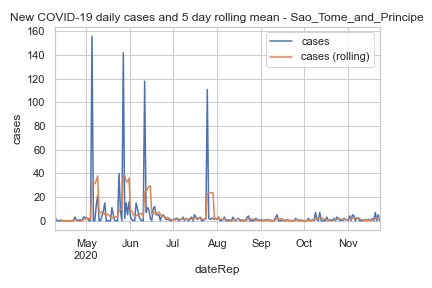 New COVID-19 daily cases and 5 day rolling mean - Sao_Tome_and_Principe
160
140
120
100
80
60
40
20
0
cases
cases
cases (rolling)
May Jun Jul Aug Sep Oct Nov
2020
dateRep